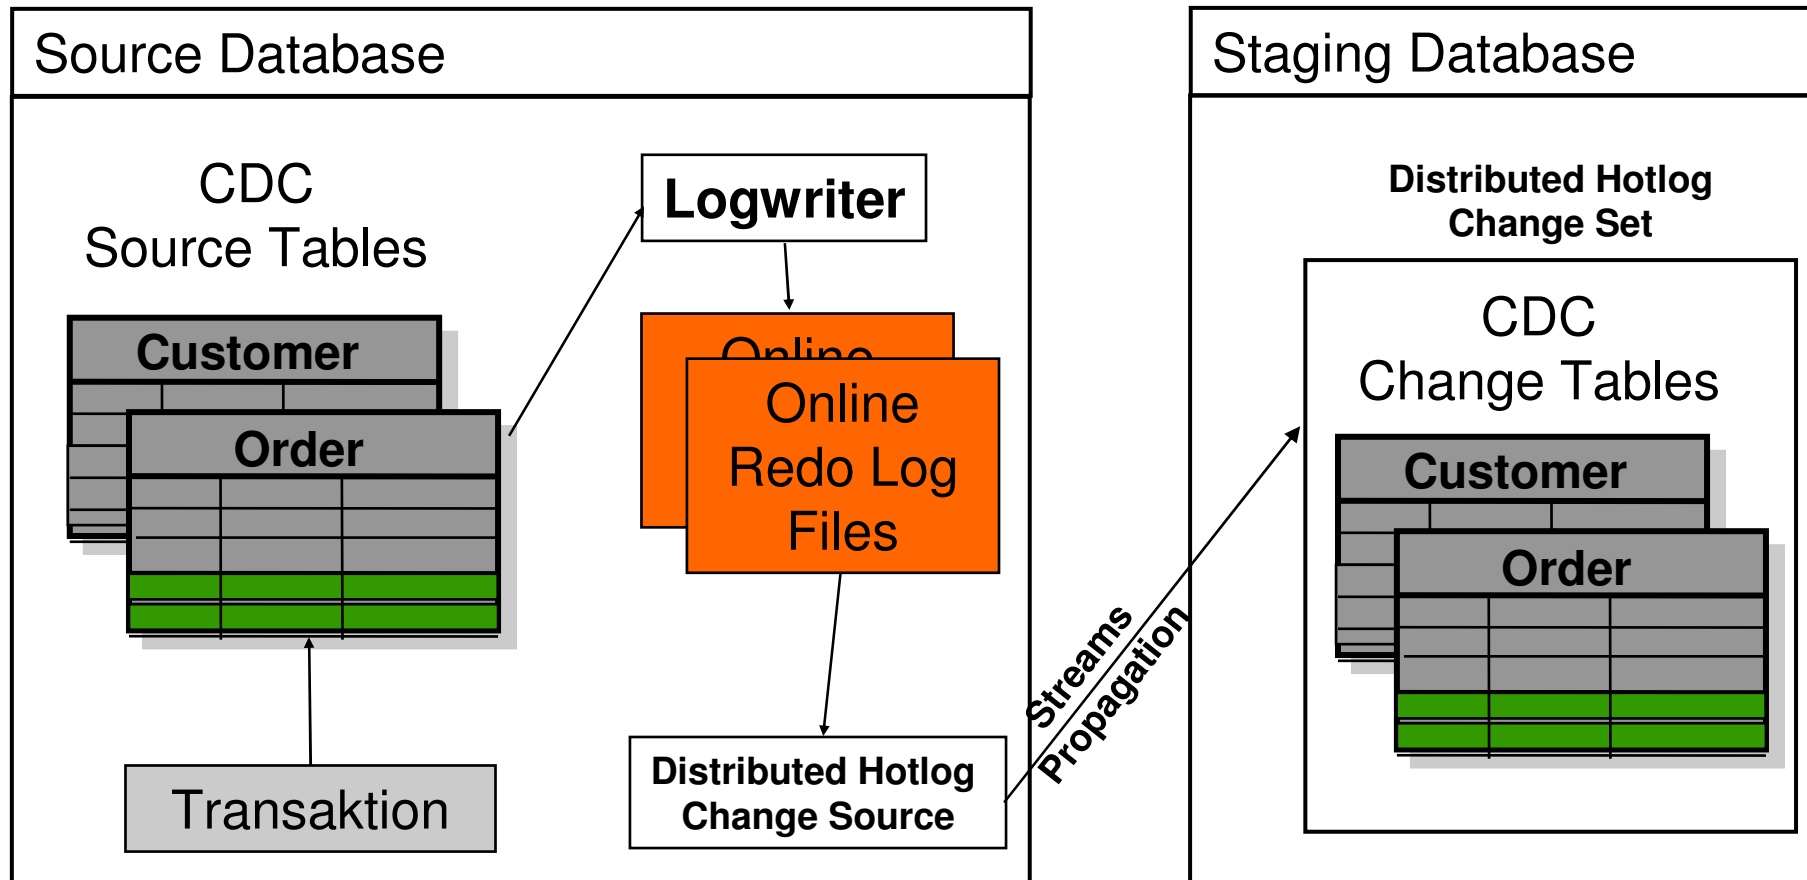 Source Database
CDC
Source Tables
Customer
Order
Transaktion
Logwriter
Online
Online
Redo Log
Files
Distributed Hotlog
Change Source
Streams
Propagation
Staging Database
Distributed Hotlog
Change Set
CDC
Change Tables
Customer
Order